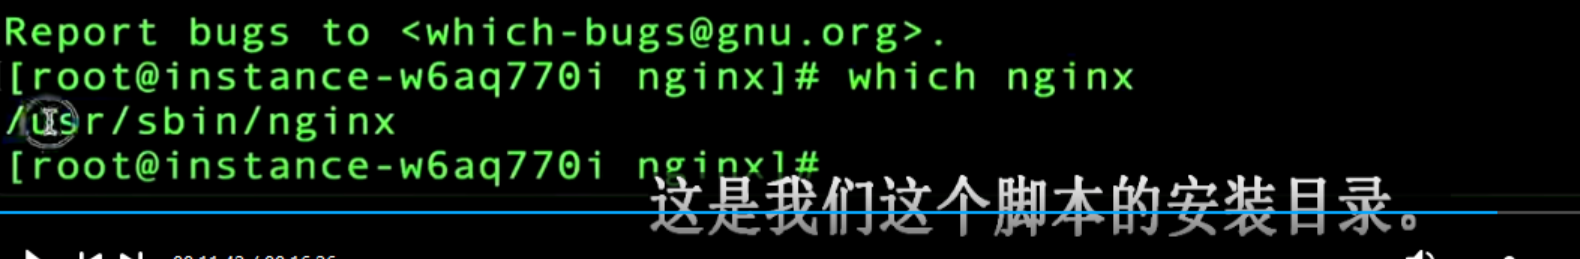 Report bugs to <which-bugs@gnu.org>.
[root@instance-w6aq770i nginx]# which nginx
/usr/sbin/nginx
[root@instance-w6aq770i nginx]#
这是我们这个脚本的安装目录。